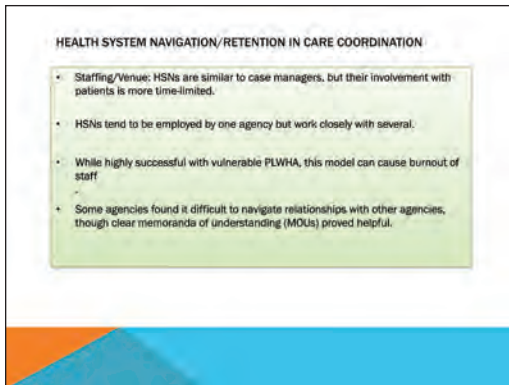 HEALTH SYSTEM NAVIGATION/RETENTION IN CARE COORDINATION
• Staffing/Venue: HSNs are similar to case managers, but their involvement with
patients is more time-limited.
• HSNs tend to be employed by one agency but work closely with several.
• While highly successful with vulnerable PLWHA, this model can cause burnout of
staff
-
• Some agencies found it difficult to navigate relationships with other agencies,
though clear memoranda of understanding (MOUs) proved helpful.